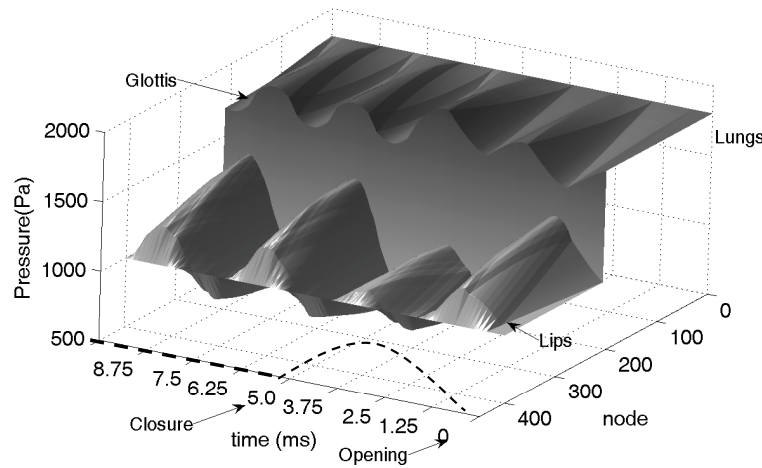 Glottis
2000
Lungs
1500
Pressure(Pa)
1000
500
Lips
0
100
200
300
400
node
8.75
7.5
6.25
5.0
3.75
2.5
1.25
0
Closure
time (ms)
Opening